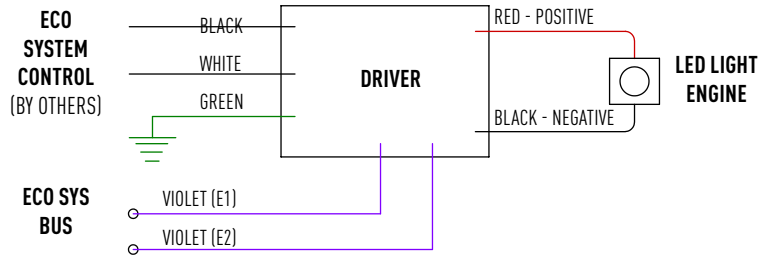 ECO
SYSTEM
CONTROL
(BY OTHERS)
BLACK
WHITE
GREEN
DRIVER
RED - POSITIVE
BLACK - NEGATIVE
LED LIGHT
ENGINE
ECO SYS
BUS
VIOLET (E1)
VIOLET (E2)